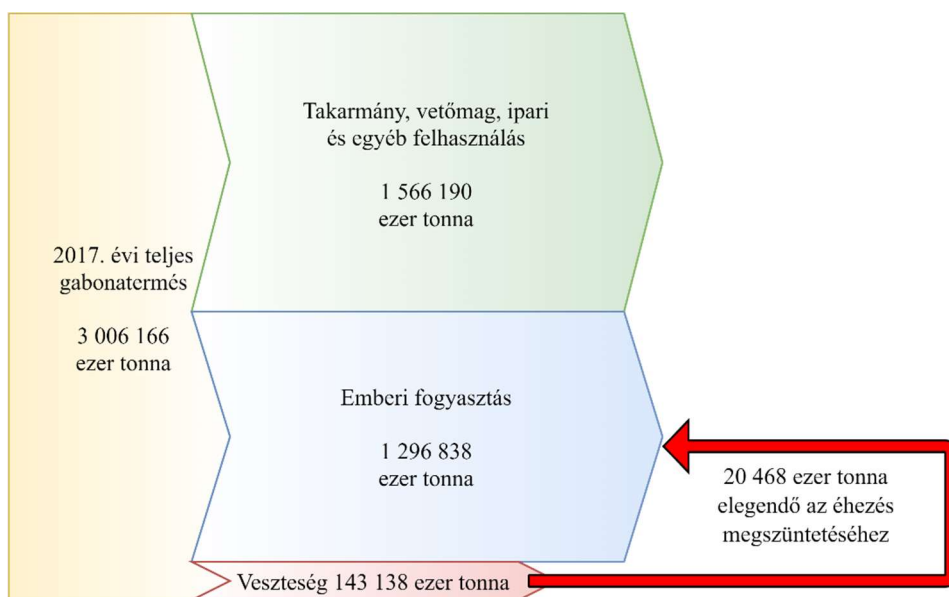 2017. évi teljes
gabonatermés
3 006 166
ezer tonna
Takarmány, vetőmag, ipari
és egyéb felhasználás
1 566 190
ezer tonna
Emberi fogyasztás
1 296 838
ezer tonna
20 468 ezer tonna
elegendő az éhezés
megszüntetéséhez
Veszteség 143 138 ezer tonna